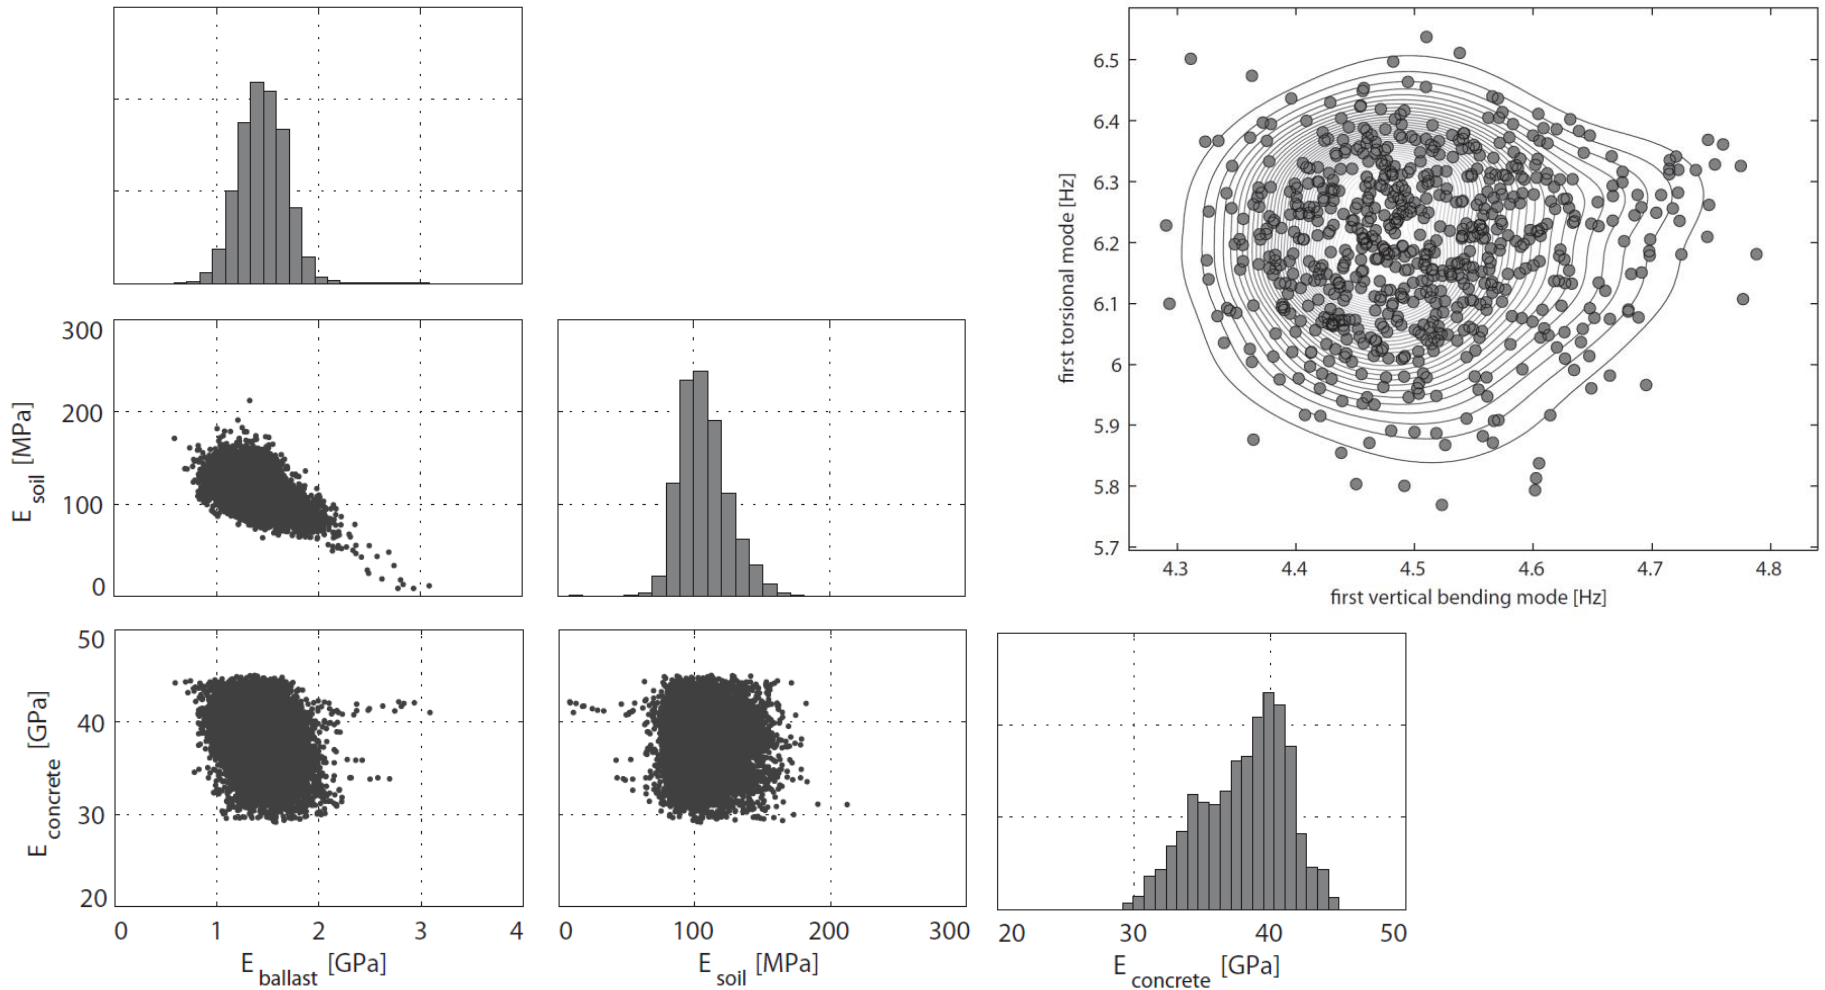 6.5
6.4
6.3
6.2
6.1
6
5.9
5.8
5.7
first torsional mode [Hz]
4.3 4.4 4.5 4.6 4.7 4.8
first vertical bending mode [Hz]
300
200
100
0
E soil [MPa]
50
40
30
20
E concrete [GPa]
0 1 2 3 4
E ballast [GPa]
0 100 200 300
E soil [MPa]
20 30 40 50
E concrete [GPa]